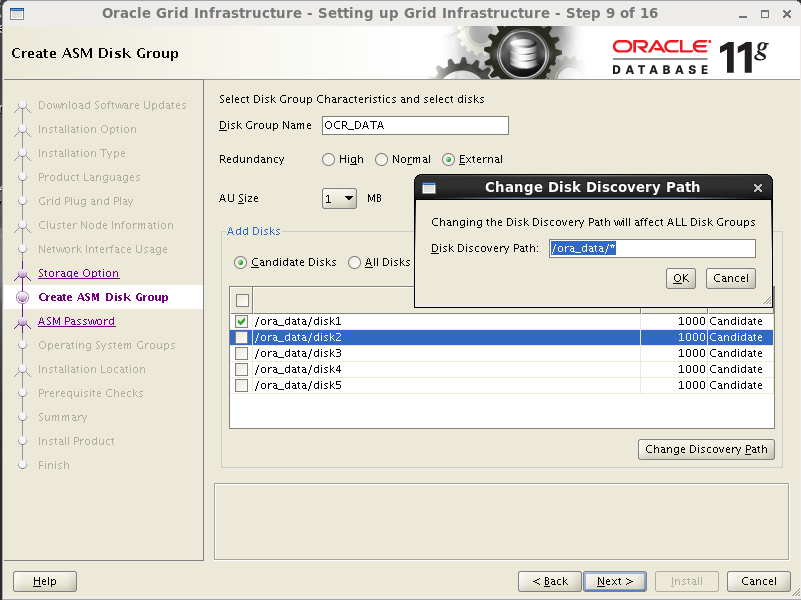 Oracle Grid Infrastructure - Setting up Grid Infrastructure - Step 9 of 16
Create ASM Disk Group
ORACLE
DATABASE
11g
Download Software Updates
Installation Option
Installation Type
Product Languages
Grid Plug and Play
Cluster Node Information
Network Interface Usage
Storage Option
Create ASM Disk Group
ASM Password
Operating System Groups
Installation Location
Prerequisite Checks
Summary
Install Product
Finish
Select Disk Group Characteristics and select disks
Disk Group Name OCR_DATA
Redundancy High Normal External
AU Size 1 MB
Add Disks
Candidate Disks All Disks
Change Disk Discovery Path
Changing the Disk Discovery Path will affect ALL Disk Groups
Disk Discovery Path: /ora_data/*
OK Cancel
/ora_data/disk1 1000 Candidate
/ora_data/disk2 1000 Candidate
/ora_data/disk3 1000 Candidate
/ora_data/disk4 1000 Candidate
/ora_data/disk5 1000 Candidate
Change Discovery Path
Help < Back Next > Install Cancel